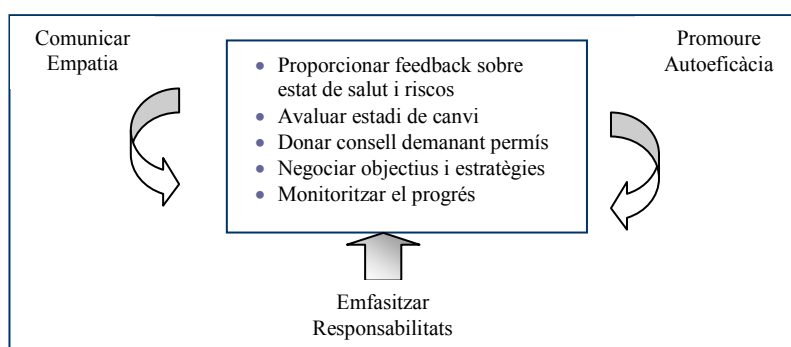 Comunicar
Empatia
Promoure
Autoeficàcia
• Proporcionar feedback sobre
estat de salut i riscos
• Avaluar estadi de canvi
• Donar consell demanant permís
• Negociar objectius i estratègies
• Monitoritzar el progrés
Emfasitzar
Responsabilitats